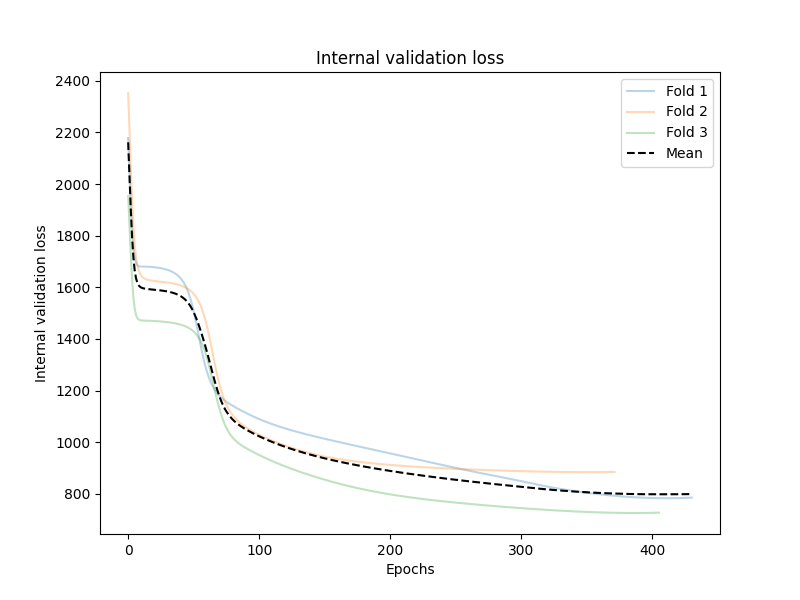 Internal validation loss
Fold 1
Fold 2
Fold 3
Mean
Internal validation loss
2400
2200
2000
1800
1600
1400
1200
1000
800
0 100 200 300 400
Epochs